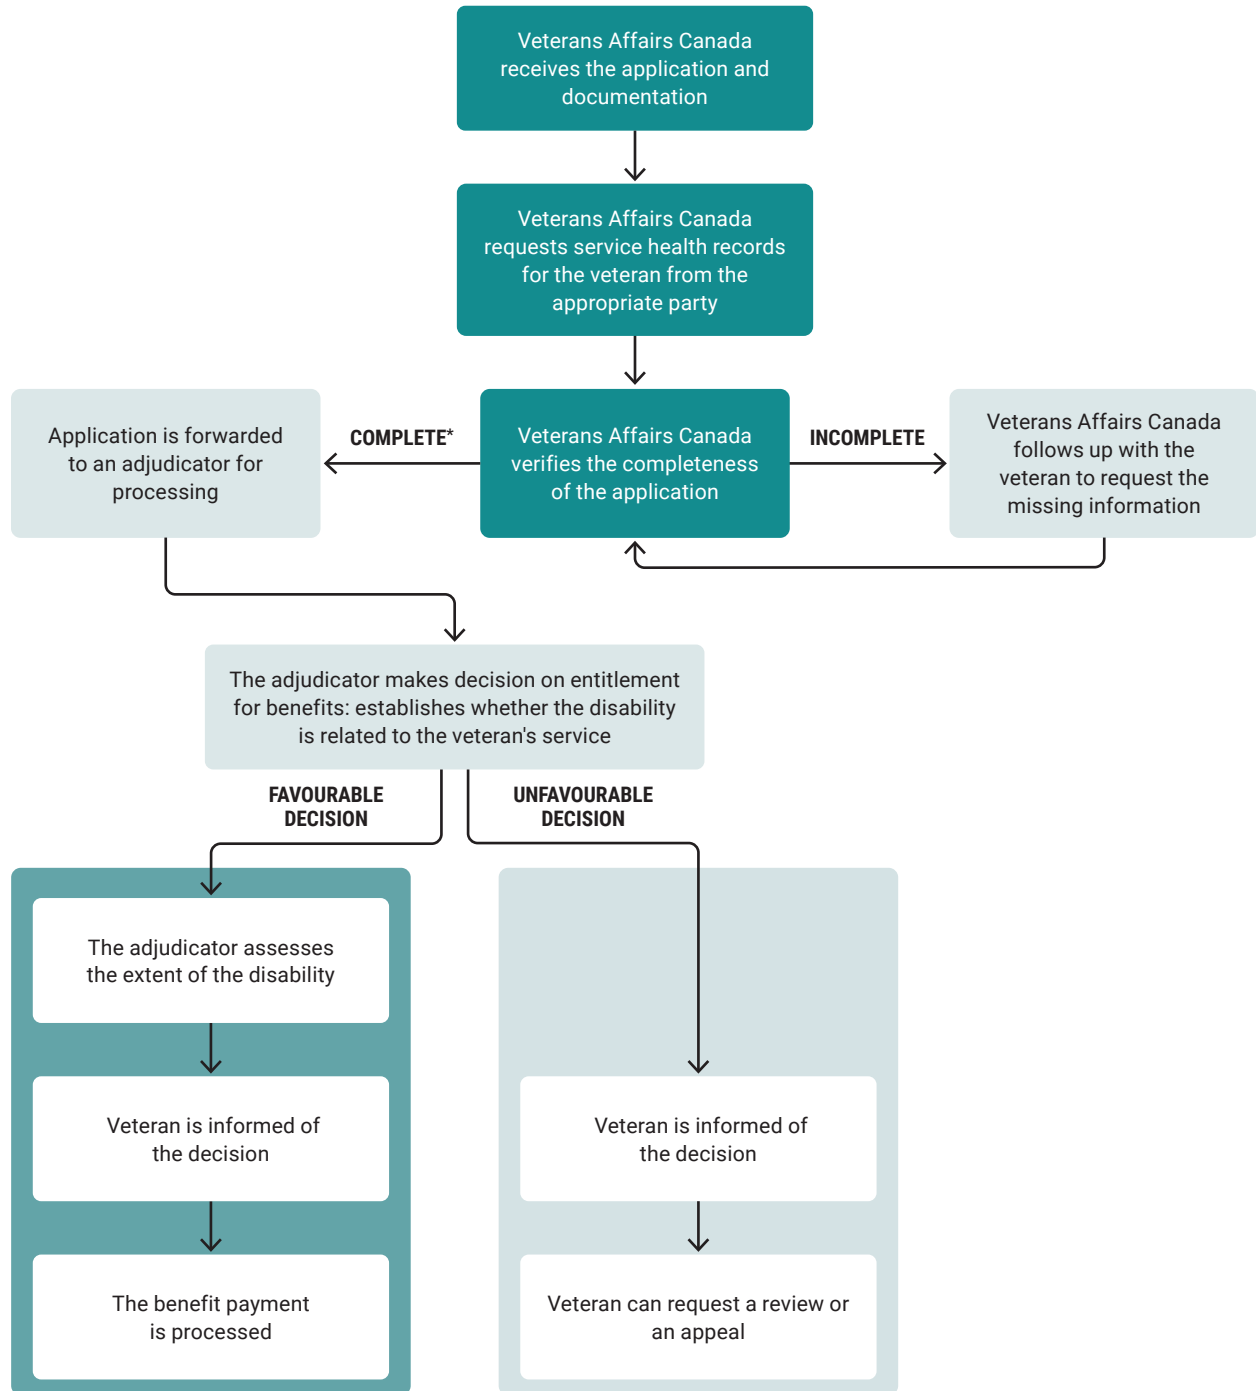 Veterans Affairs Canada
receives the application and
documentation
Veterans Affairs Canada
requests service health records
for the veteran from the
appropriate party
Application is forwarded
to an adjudicator for
processing
COMPLETE*
Veterans Affairs Canada
verifies the completeness
of the application
INCOMPLETE
Veterans Affairs Canada
follows up with the
veteran to request the
missing information
The adjudicator makes decision on entitlement
for benefits: establishes whether the disability
is related to the veteran's service
FAVOURABLE
DECISION
UNFAVOURABLE
DECISION
The adjudicator assesses
the extent of the disability
Veteran is informed of
the decision
The benefit payment
is processed
Veteran is informed of
the decision
Veteran can request a review or
an appeal